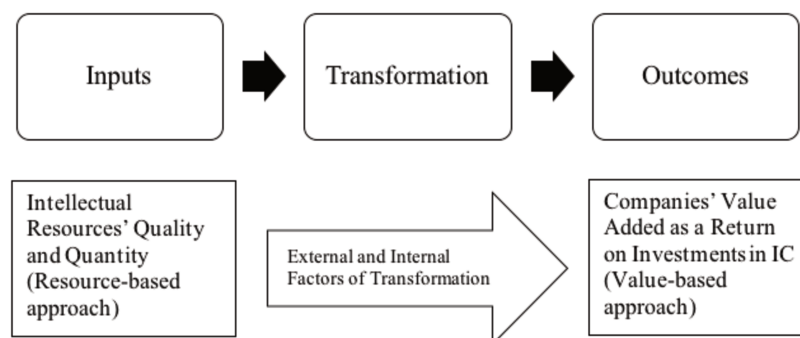 Inputs
Transformation
Outcomes
Intellectual
Resources' Quality
and Quantity
(Resource-based
approach)
External and Internal
Factors of Transformation
Companies' Value
Added as a Return
on Investments in IC
(Value-based
approach)